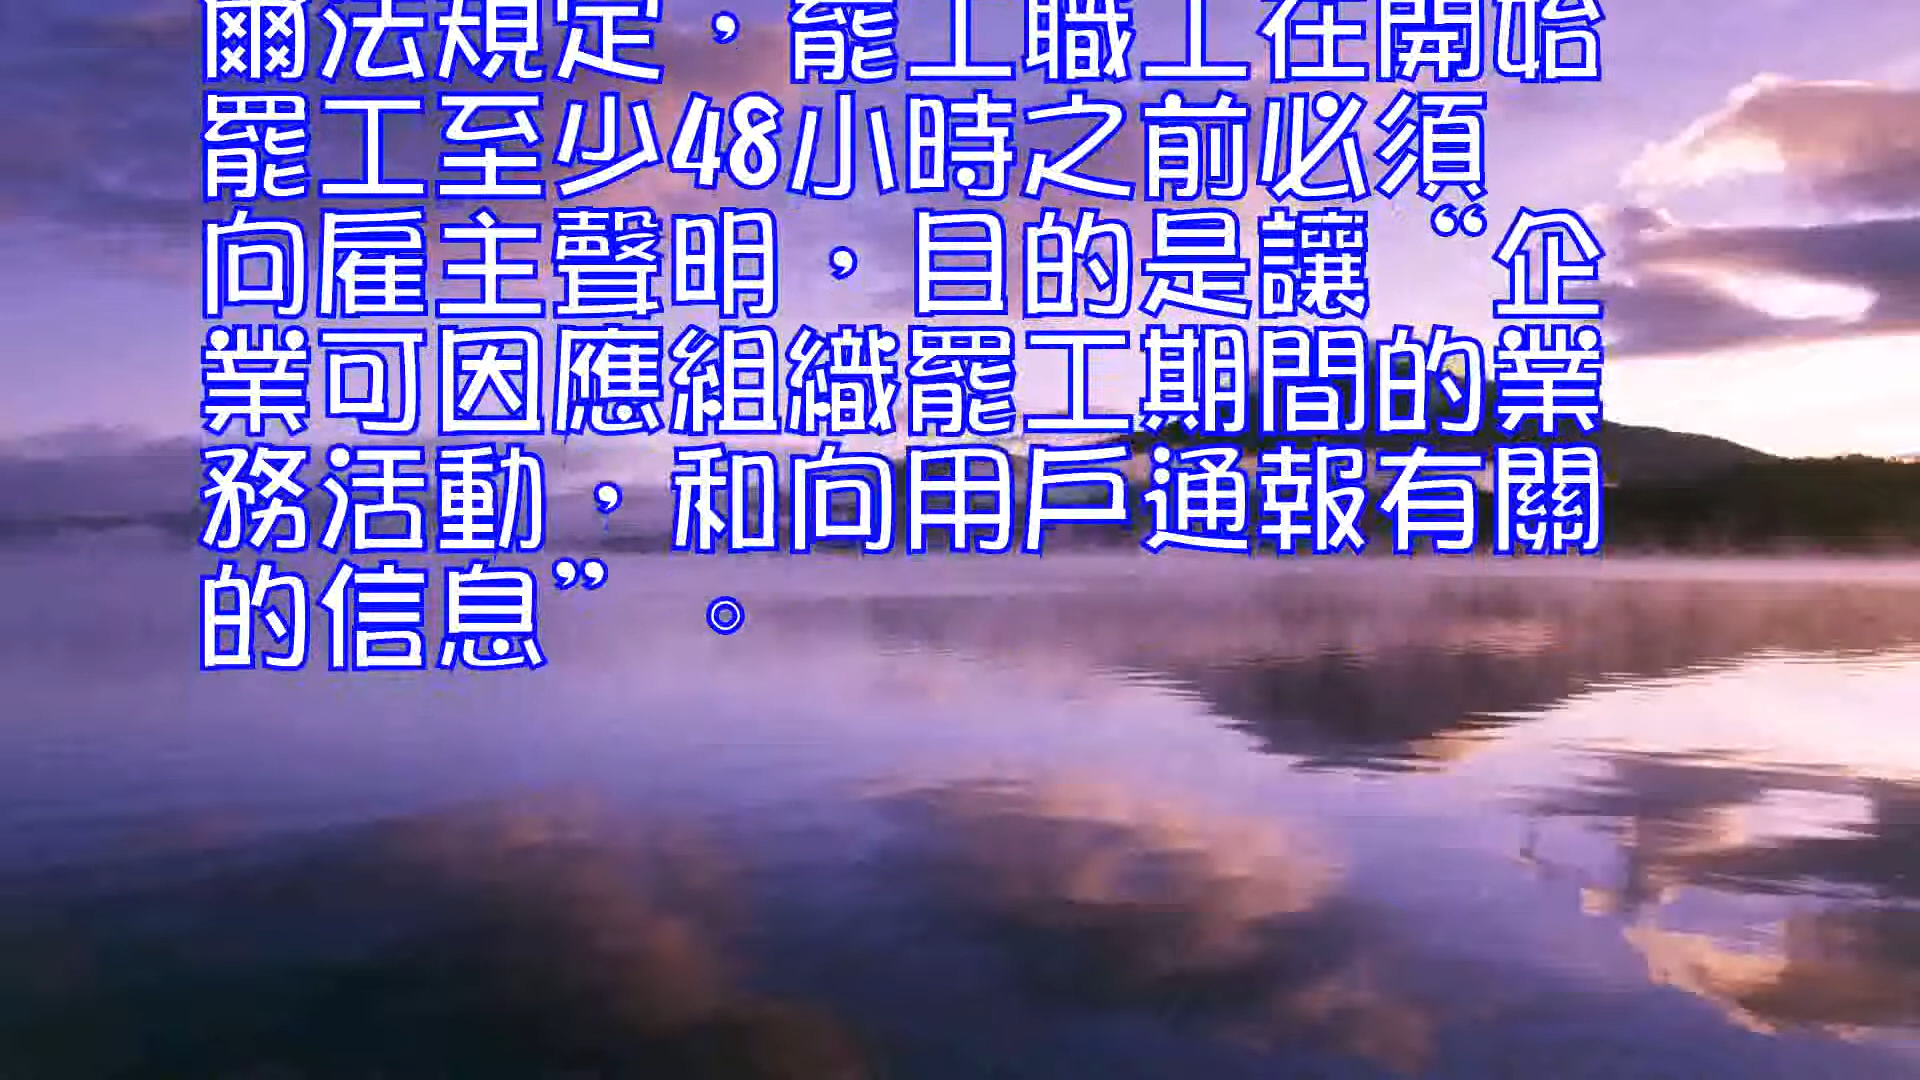 爾法規定，罷工職工在開始
罷工至少48小時之前必須
向雇主聲明，目的是讓“企
業可因應組織罷工期間的業
務活動，和向用戶通報有關
的信息”。